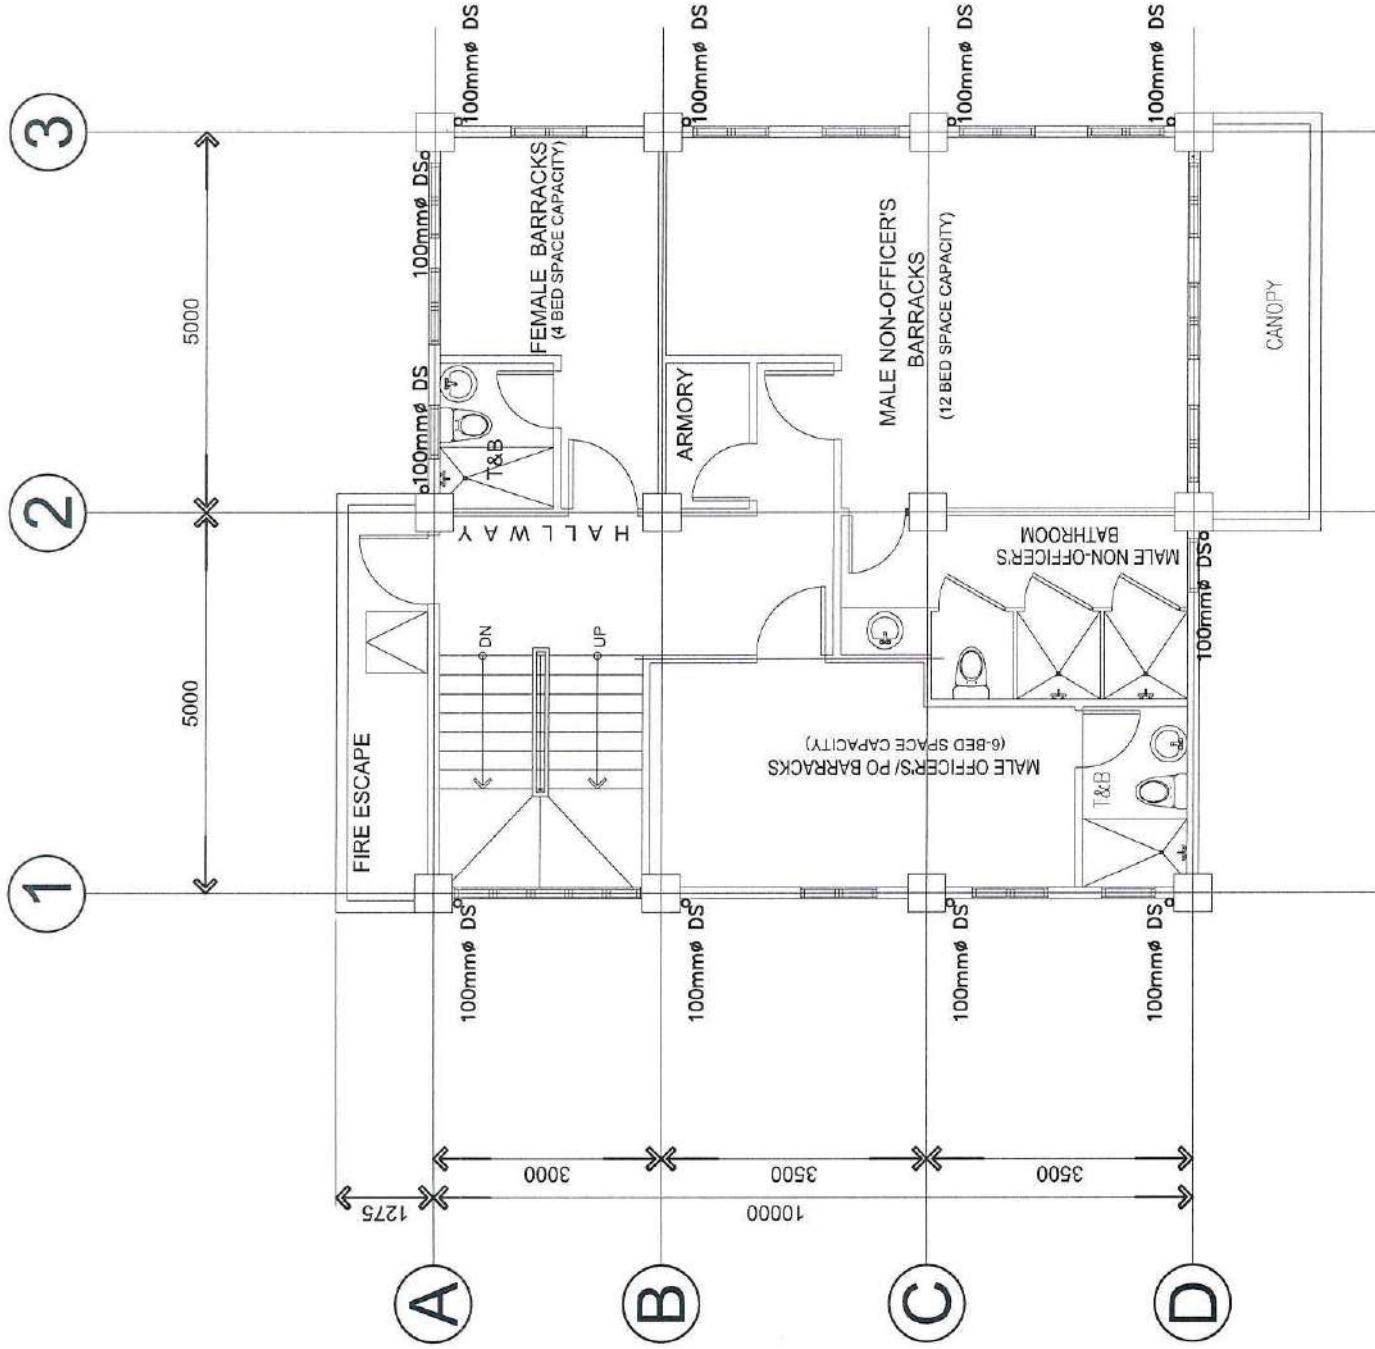 3
2
1
5000
5000
100mmø DS
100mmø DS
100mmø DS
100mmø DS
100mmø DS
100mmø DS
FEMALE BARRACKS
(4 BED SPACE CAPACITY)
T&B
ARMORY
MALE NON-OFFICER'S
BARRACKS
(12 BED SPACE CAPACITY)
CANOPY
HALLWAY
MALE NON-OFFICER'S
BATHROOM
100mmø DS
DN
UP
FIRE ESCAPE
MALE OFFICER'S/ PO BARRACKS
(6-BED SPACE CAPACITY)
T&B
100mmø DS
100mmø DS
100mmø DS
100mmø DS
1275
3000
3500
3500
10000
A
B
C
D